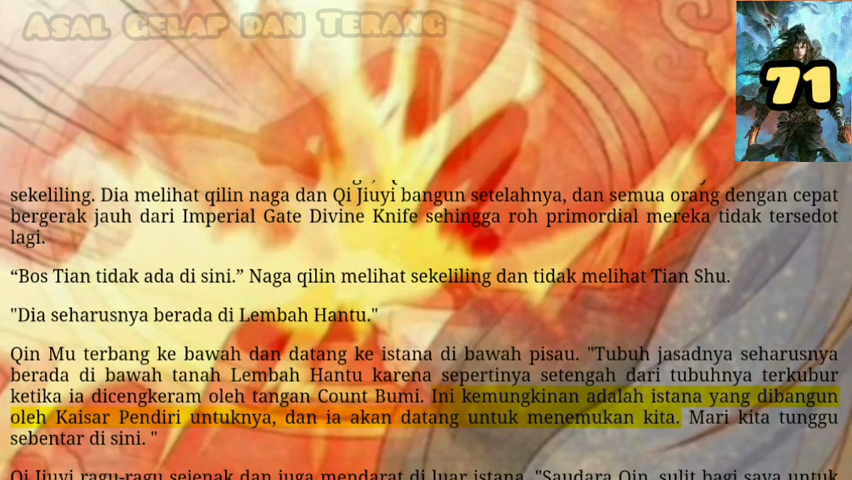 Asal Gelap dan Terang
71
sekeliling. Dia melihat qilin naga dan Qi Jiuyi bangun setelahnya, dan semua orang dengan cepat
bergerak jauh dari Imperial Gate Divine Knife sehingga roh primordial mereka tidak tersedot
lagi.
“Bos Tian tidak ada di sini.” Naga qilin melihat sekeliling dan tidak melihat Tian Shu.
"Dia seharusnya berada di Lembah Hantu."
Qin Mu terbang ke bawah dan datang ke istana di bawah pisau. "Tubuh jasadnya seharusnya
berada di bawah tanah Lembah Hantu karena sepertinya setengah dari tubuhnya terkubur
ketika ia dicengkeram oleh tangan Count Bumi. Ini kemungkinan adalah istana yang dibangun
oleh Kaisar Pendiri untuknya, dan ia akan datang untuk menemukan kita. Mari kita tunggu
sebentar di sini. "
Qi Jiuyi ragu-ragu sejenak dan juga mendarat di luar istana. "Saudara Qin, sulit bagi saya untuk